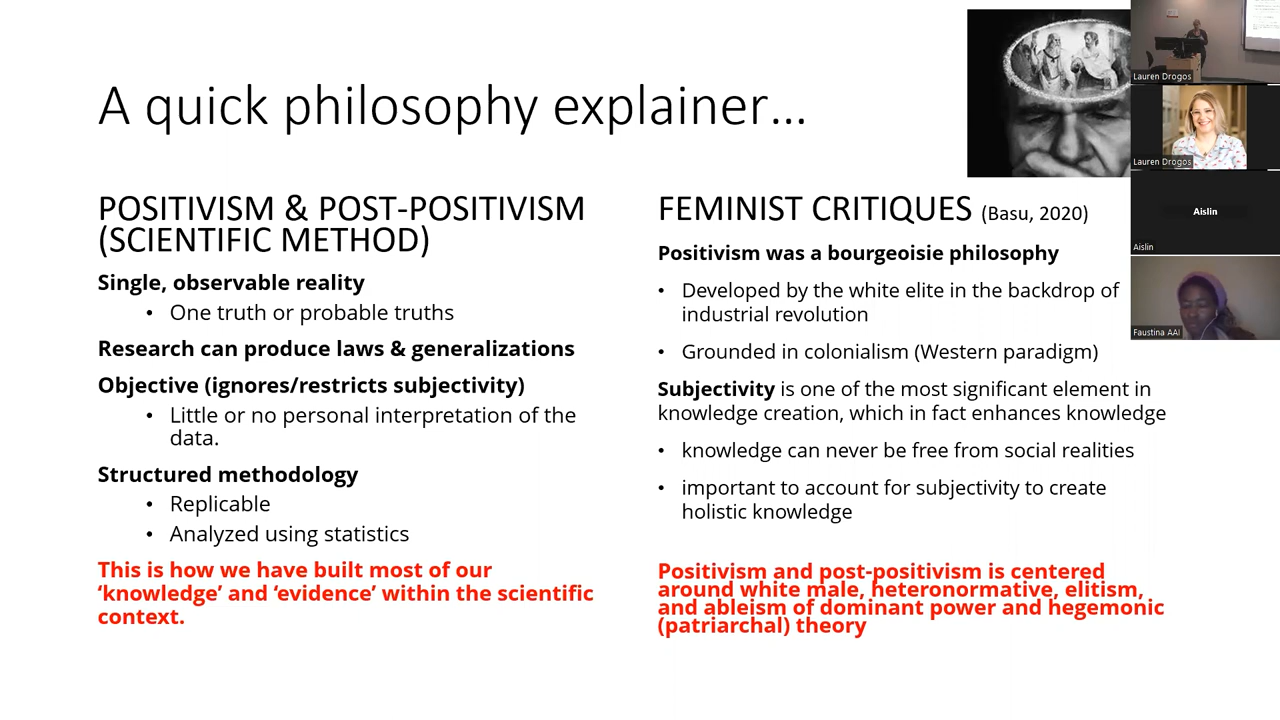 A quick philosophy explainer…
POSITIVISM & POST-POSITIVISM
(SCIENTIFIC METHOD)
Single, observable reality
• One truth or probable truths
Research can produce laws & generalizations
Objective (ignores/restricts subjectivity)
• Little or no personal interpretation of the
data.
Structured methodology
• Replicable
• Analyzed using statistics
This is how we have built most of our
‘knowledge’ and ‘evidence’ within the scientific
context.
FEMINIST CRITIQUES (Basu, 2020)
Positivism was a bourgeoisie philosophy
• Developed by the white elite in the backdrop of
industrial revolution
• Grounded in colonialism (Western paradigm)
Subjectivity is one of the most significant element in
knowledge creation, which in fact enhances knowledge
• knowledge can never be free from social realities
• important to account for subjectivity to create
holistic knowledge
Positivism and post-positivism is centered
around white male, heteronormative, elitism,
and ableism of dominant power and hegemonic
(patriarchal) theory
Lauren Drogos
Lauren Drogos
Aislin
Aislin
Faustina AAI